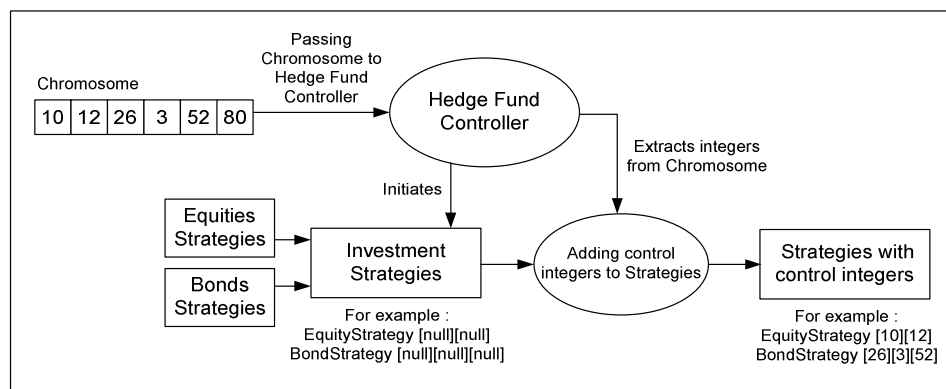 Passing
Chromosome to
Hedge Fund
Controller
Chromosome
10 12 26 3 52 80
Hedge Fund
Controller
Extracts integers
from Chromosome
Initiates
Equities
Strategies
Bonds
Strategies
Investment
Strategies
Adding control
integers to Strategies
Strategies with
control integers
For example :
EquityStrategy [null][null]
BondStrategy [null][null][null]
For example :
EquityStrategy [10][12]
BondStrategy [26][3][52]